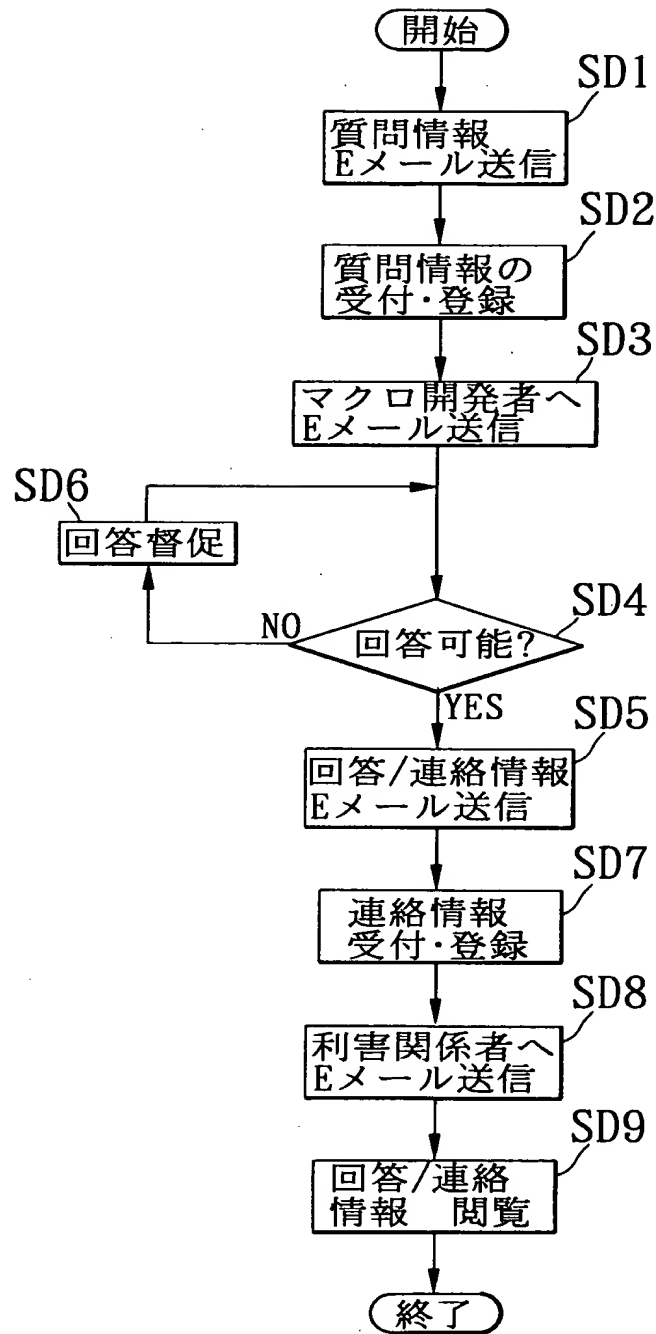 開始
SD1
質問情報
Eメール送信
SD2
質問情報の
受付・登録
SD3
マクロ開発者へ
Eメール送信
SD6
回答督促
SD4
NO
回答可能?
YES
SD5
回答/連絡情報
Eメール送信
SD7
連絡情報
受付・登録
SD8
利害関係者へ
Eメール送信
SD9
回答/連絡
情報 閲覧
終了